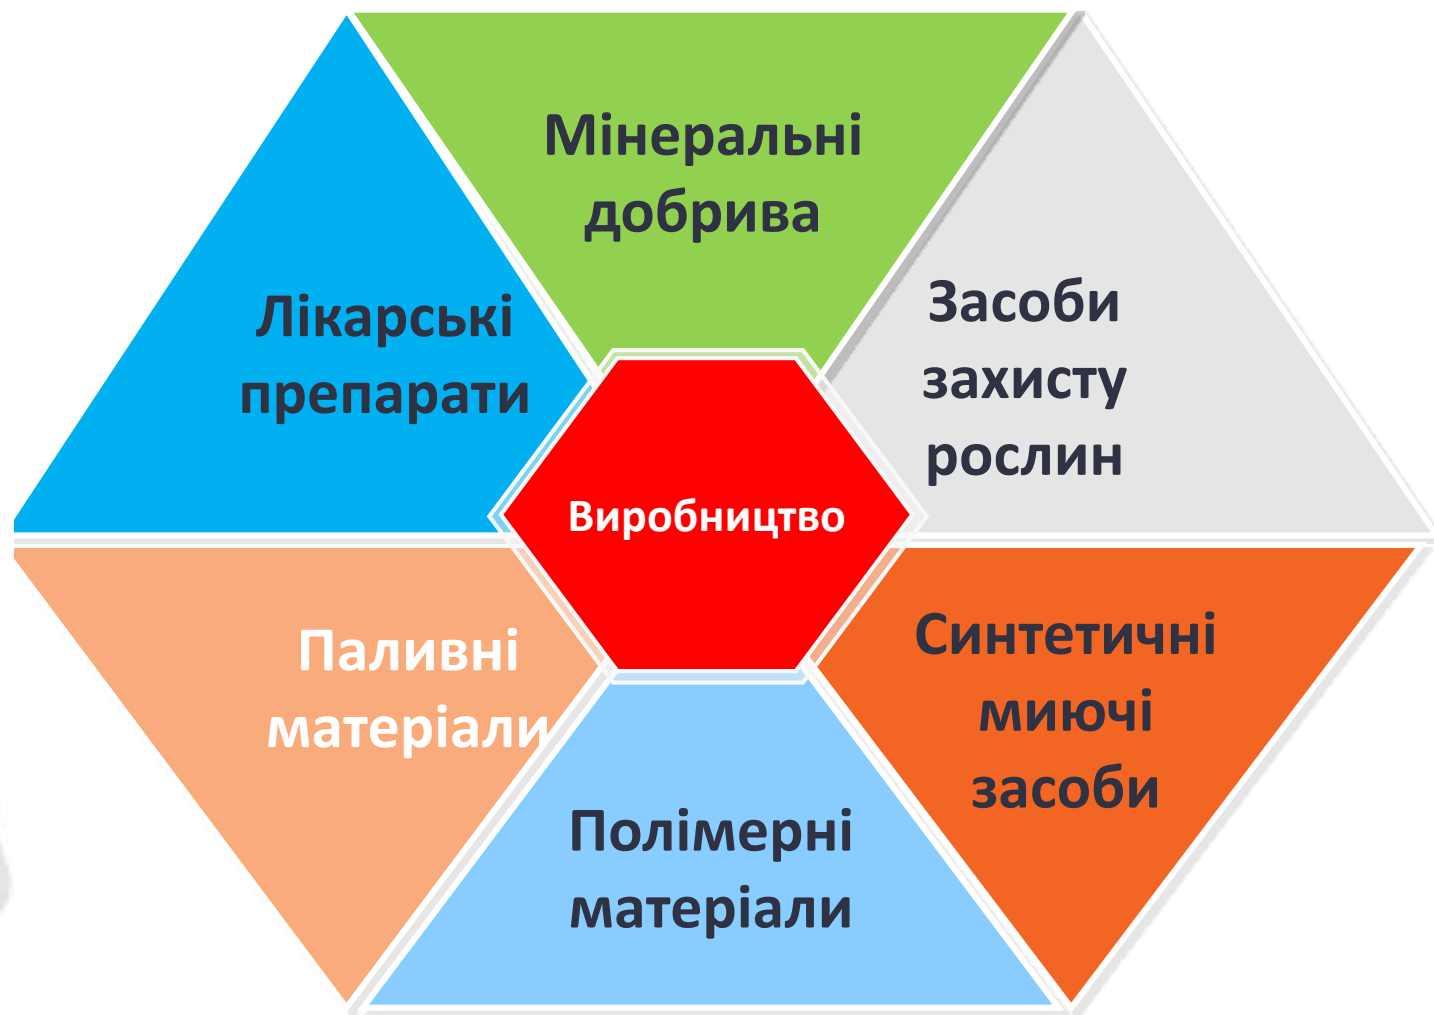 Мінеральні
добрива
Засоби
захисту
рослин
Лікарські
препарати
Виробництво
Паливні
матеріали
Синтетичні
миючі
засоби
Полімерні
матеріали